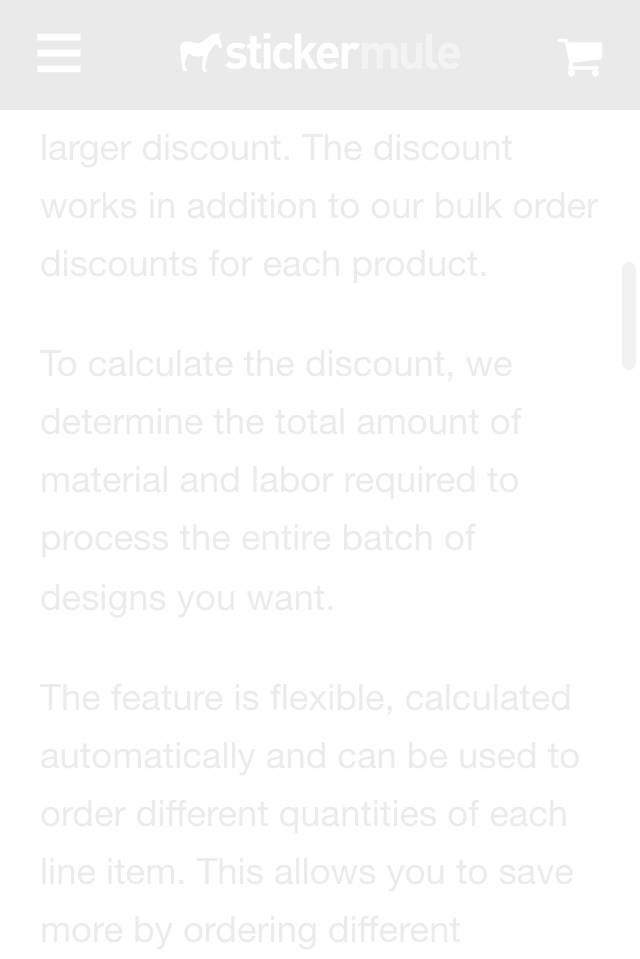 stickermule
larger discount. The discount
works in addition to our bulk order
discounts for each product.
To calculate the discount, we
determine the total amount of
material and labor required to
process the entire batch of
designs you want.
The feature is flexible, calculated
automatically and can be used to
order different quantities of each
line item. This allows you to save
more by ordering different